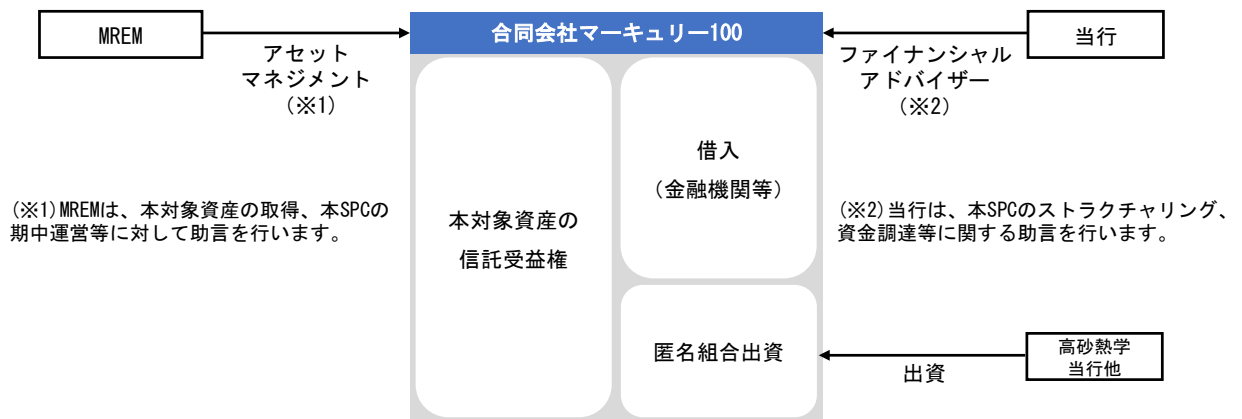 MREM
アセット
マネジメント
(※1)
合同会社マーキュリー100
当行
ファイナンシャル
アドバイザー
(※2)
(※1)MREMは、本対象資産の取得、本SPCの
期中運営等に対して助言を行います。
本対象資産の
信託受益権
借入
(金融機関等)
(※2)当行は、本SPCのストラクチャリング、
資金調達等に関する助言を行います。
匿名組合出資
出資
高砂熱学
当行他